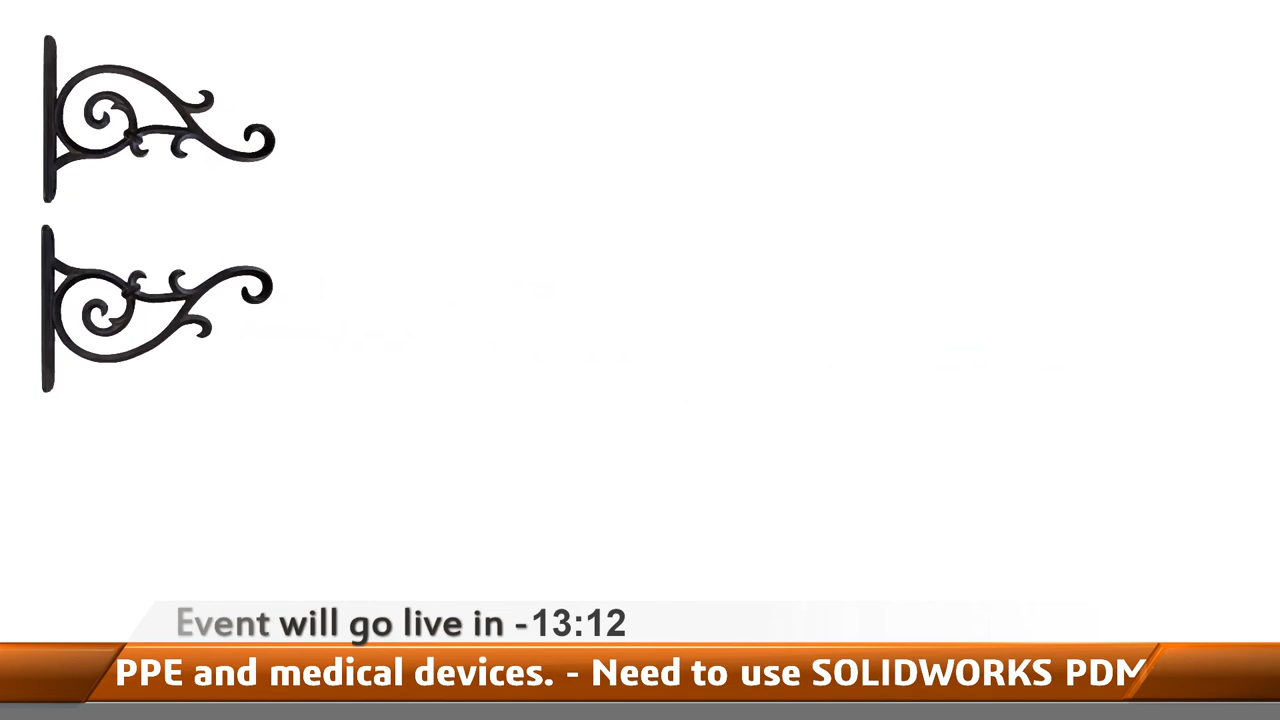 Event will go live in -13:12
PPE and medical devices. - Need to use SOLIDWORKS PDM